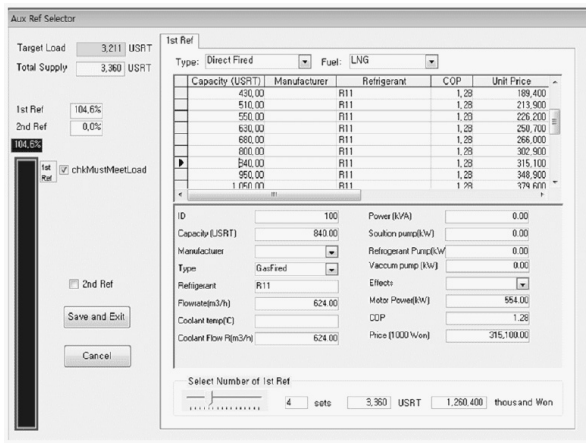 Aux Ref Selector
Target Load 3,211 USRT
Total Supply 3,360 USRT
1st Ref 104,6%
2nd Ref 0,0%
104,6%
1st Ref
chkMustMeetLoad
2nd Ref
Save and Exit
Cancel
1st Ref
Type: Direct Fired Fuel: LNG
Capacity (USRT) Manufacturer Refrigerant COP Unit Price
430,00 R11 1,28 189,400
510,00 R11 1,28 213,900
550,00 R11 1,28 226,200
630,00 R11 1,28 250,700
680,00 R11 1,28 266,000
800,00 R11 1,28 302,900
840,00 R11 1,28 315,100
950,00 R11 1,28 348,900
1,050,00 R11 1,28 379,600
ID 100 Power (kVA) 0.00
Capacity (USRT) 840.00 Soultion pump(kW) 0.00
Manufacturer Refrogerant Pump(kW 0.00
Type GasFired Vaccum pump (kW) 0.00
Refrigerant R11 Effects
Flowrate(m3/h) 624.00 Motor Power(kW) 554.00
Coolant temp(℃) COP 1.28
Coolant Flow R(m3/h) 624.00 Price (1000 Won) 315,100.00
Select Number of 1st Ref
4 sets 3,360 USRT 1,260,400 thousand Won